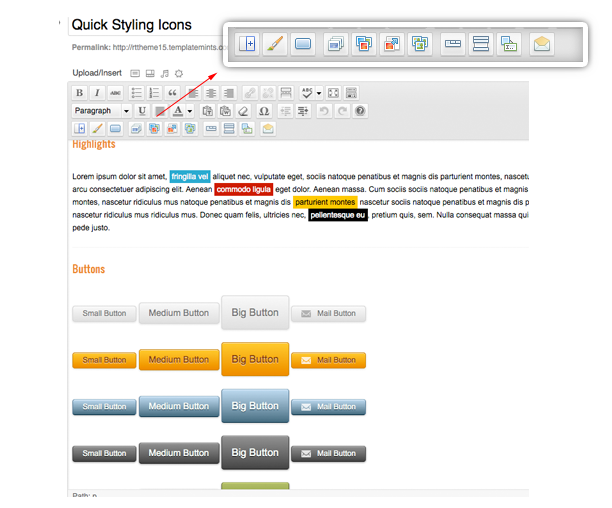 Quick Styling Icons
Permalink: http://rttheme15.templatemints.co
Upload/Insert
B I ABC ABC
Paragraph U A Ω
Highlights
Lorem ipsum dolor sit amet, fringilla vel aliquet nec, vulputate eget, sociis natoque penatibus et magnis dis parturient montes, nascetu
arcu consectetuer adipiscing elit. Aenean commodo ligula eget dolor. Aenean massa. Cum sociis sociis natoque penatibus et magnis
montes, nascetur ridiculus mus natoque penatibus et magnis dis parturient montes nascetur sociis natoque penatibus et magnis dis p
nascetur ridiculus mus ridiculus mus. Donec quam felis, ultricies nec, pellentesque eu, pretium quis, sem. Nulla consequat massa qui
pede justo.
Buttons
Small Button Medium Button Big Button Mail Button
Small Button Medium Button Big Button Mail Button
Small Button Medium Button Big Button Mail Button
Small Button Medium Button Big Button Mail Button
Path: p